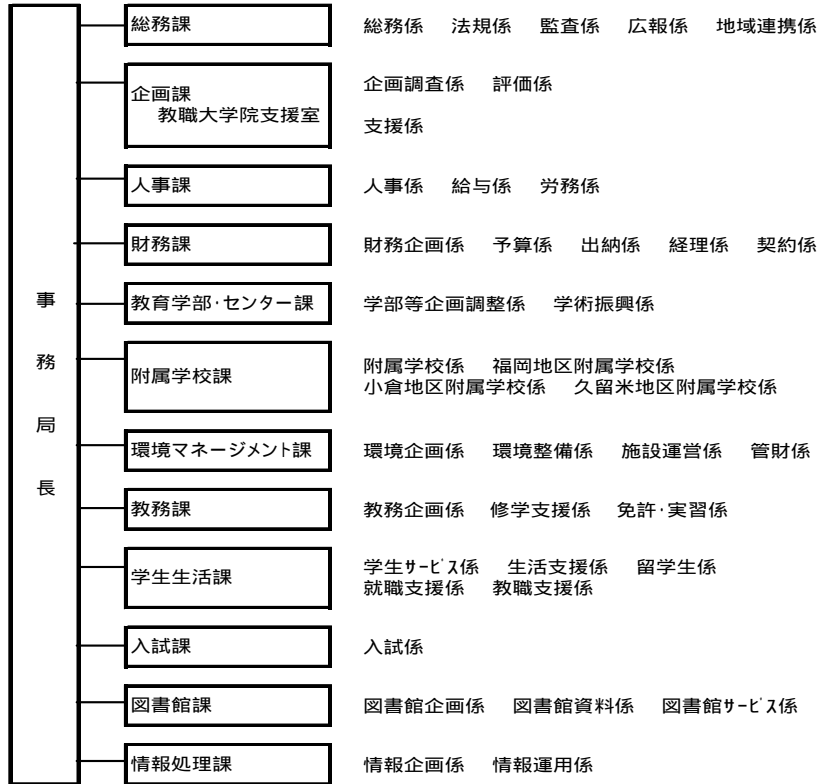 事務局長
総務課 総務係 法規係 監査係 広報係 地域連携係
企画課 企画調査係 評価係
教職大学院支援室 支援係
人事課 人事係 給与係 労務係
財務課 財務企画係 予算係 出納係 経理係 契約係
教育学部・センター課 学部等企画調整係 学術振興係
附属学校課 附属学校係 福岡地区附属学校係
小倉地区附属学校係 久留米地区附属学校係
環境マネージメント課 環境企画係 環境整備係 施設運営係 管財係
教務課 教務企画係 修学支援係 免許・実習係
学生生活課 学生ｻｰﾋﾞｽ係 生活支援係 留学生係
就職支援係 教職支援係
入試課 入試係
図書館課 図書館企画係 図書館資料係 図書館ｻｰﾋﾞｽ係
情報処理課 情報企画係 情報運用係